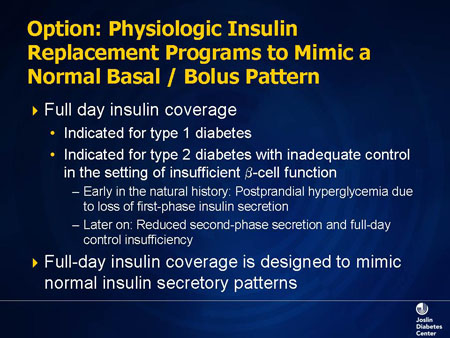 Option: Physiologic Insulin
Replacement Programs to Mimic a
Normal Basal / Bolus Pattern
Full day insulin coverage
• Indicated for type 1 diabetes
• Indicated for type 2 diabetes with inadequate control
in the setting of insufficient β-cell function
– Early in the natural history: Postprandial hyperglycemia due
to loss of first-phase insulin secretion
– Later on: Reduced second-phase secretion and full-day
control insufficiency
Full-day insulin coverage is designed to mimic
normal insulin secretory patterns
Joslin
Diabetes
Center